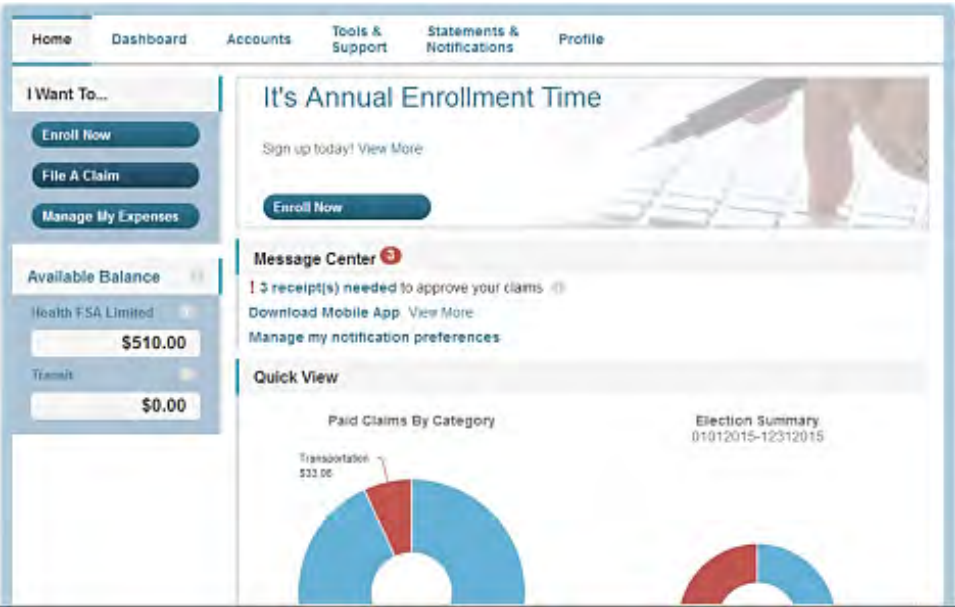 Home
Dashboard
Accounts
Tools &
Support
Statements &
Notifications
Profile
I Want To...
Enroll Now
File A Claim
Manage My Expenses
Available Balance
Health FSA Limited
$510.00
Transit
$0.00
It's Annual Enrollment Time
Sign up today! View More
Enroll Now
Message Center 3
! 3 receipt(s) needed to approve your claims
Download Mobile App View More
Manage my notification preferences
Quick View
Paid Claims By Category
Transportation
$33.06
Election Summary
01012015-12312015